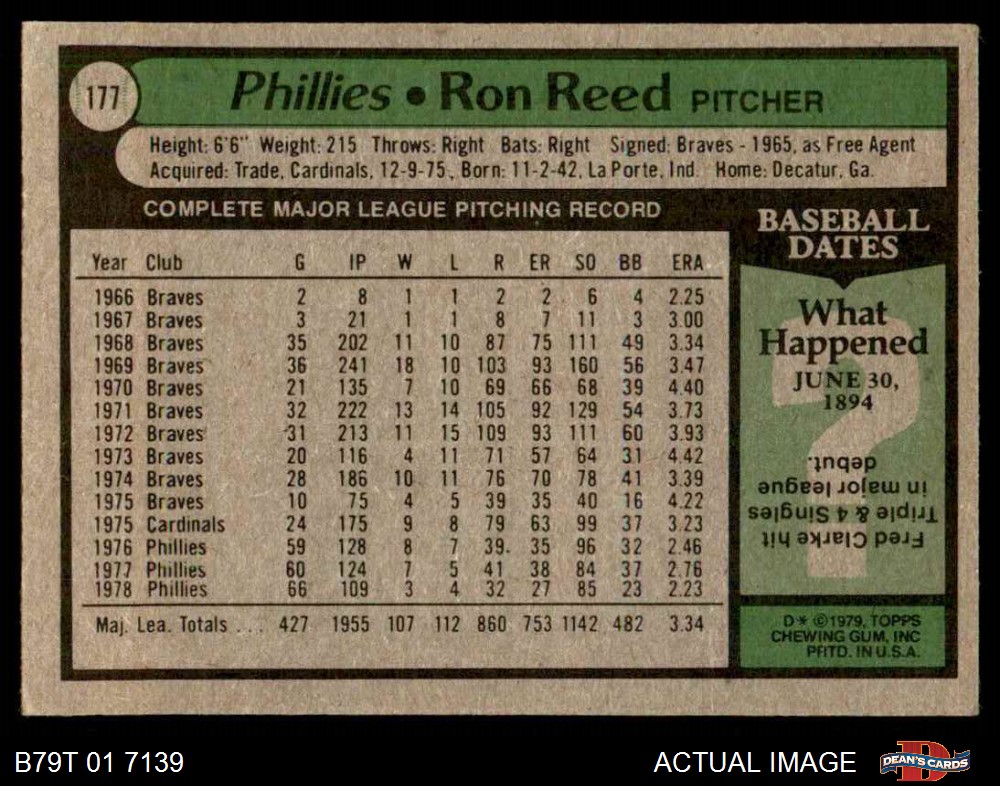 177
Phillies • Ron Reed PITCHER
Height: 6'6" Weight: 215 Throws: Right Bats: Right Signed: Braves - 1965, as Free Agent
Acquired: Trade, Cardinals, 12-9-75, Born: 11-2-42, La Porte, Ind. Home: Decatur, Ga.
COMPLETE MAJOR LEAGUE PITCHING RECORD
Year Club G IP W L R ER SO BB ERA
1966 Braves 2 8 1 1 2 2 6 4 2.25
1967 Braves 3 21 1 1 8 7 11 3 3.00
1968 Braves 35 202 11 10 87 75 111 49 3.34
1969 Braves 36 241 18 10 103 93 160 56 3.47
1970 Braves 21 135 7 10 69 66 68 39 4.40
1971 Braves 32 222 13 14 105 92 129 54 3.73
1972 Braves 31 213 11 15 109 93 111 60 3.93
1973 Braves 20 116 4 11 71 57 64 31 4.42
1974 Braves 28 186 10 11 76 70 78 41 3.39
1975 Braves 10 75 4 5 39 35 40 16 4.22
1975 Cardinals 24 175 9 8 79 63 99 37 3.23
1976 Phillies 59 128 8 7 39 35 96 32 2.46
1977 Phillies 60 124 7 5 41 38 84 37 2.76
1978 Phillies 66 109 3 4 32 27 85 23 2.23
Maj. Lea. Totals ... 427 1955 107 112 860 753 1142 482 3.34
BASEBALL
DATES
What
Happened
JUNE 30,
1894
?
Fred Clarke hit
Triple & 4 Singles
in major league
debut.
D* ©1979, TOPPS
CHEWING GUM, INC
PRTD. IN U.S.A.
B79T 01 7139
ACTUAL IMAGE
D
DEAN'S CARDS